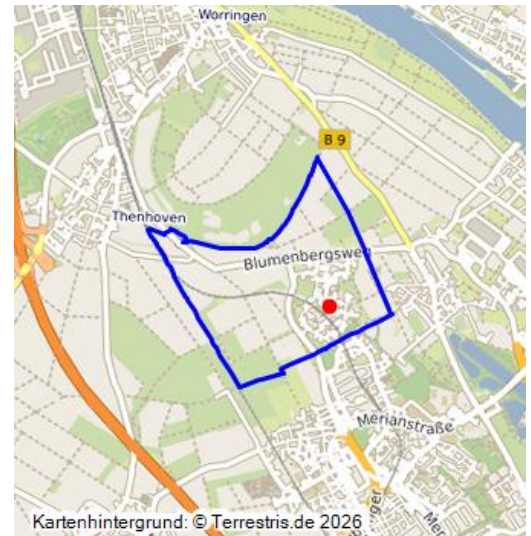 Worringen
B 9
Thenhoven
Blumenbergsweg
Merianstraße
Kartenhintergrund: © Terrestris.de 2026